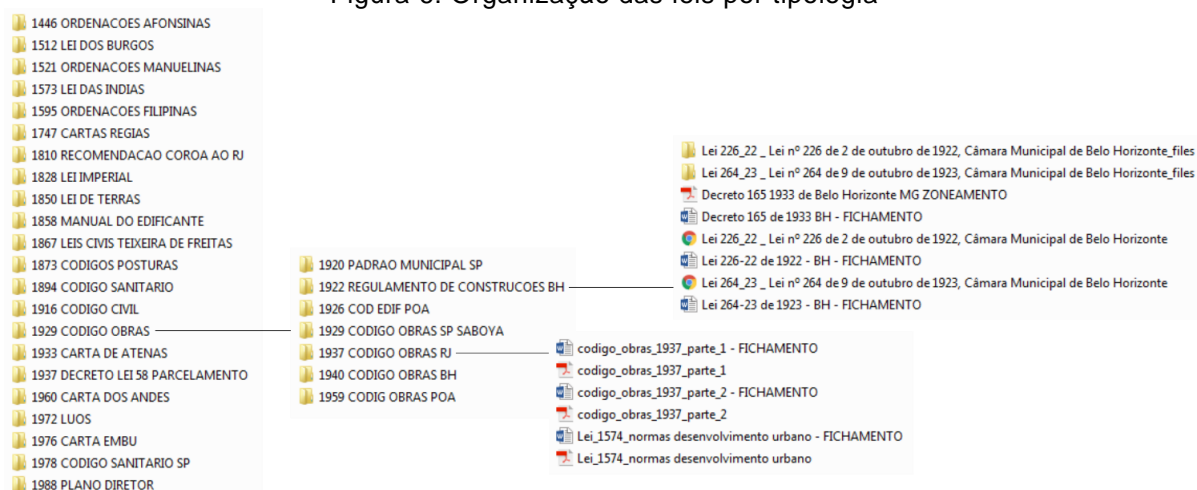 Figura 6: Organização das leis por tipologia
1446 ORDENACOES AFONSINAS
1512 LEI DOS BURGOS
1521 ORDENACOES MANUELINAS
1573 LEI DAS INDIAS
1595 ORDENACOES FILIPINAS
1747 CARTAS REGIAS
1810 RECOMENDACAO COROA AO RJ
1828 LEI IMPERIAL
1850 LEI DE TERRAS
1858 MANUAL DO EDIFICANTE
1867 LEIS CIVIS TEIXEIRA DE FREITAS
1873 CODIGOS POSTURAS
1894 CODIGO SANITARIO
1916 CODIGO CIVIL
1929 CODIGO OBRAS
1933 CARTA DE ATENAS
1937 DECRETO LEI 58 PARCELAMENTO
1960 CARTA DOS ANDES
1972 LUOS
1976 CARTA EMBU
1978 CODIGO SANITARIO SP
1988 PLANO DIRETOR
1920 PADRAO MUNICIPAL SP
1922 REGULAMENTO DE CONSTRUCOES BH
1926 COD EDIF POA
1929 CODIGO OBRAS SP SABOYA
1937 CODIGO OBRAS RJ
1940 CODIGO OBRAS BH
1959 CODIG OBRAS POA
Lei 226_22 _ Lei nº 226 de 2 de outubro de 1922, Câmara Municipal de Belo Horizonte_files
Lei 264_23 _ Lei nº 264 de 9 de outubro de 1923, Câmara Municipal de Belo Horizonte_files
Decreto 165 1933 de Belo Horizonte MG ZONEAMENTO
Decreto 165 de 1933 BH - FICHAMENTO
Lei 226_22 _ Lei nº 226 de 2 de outubro de 1922, Câmara Municipal de Belo Horizonte
Lei 226-22 de 1922 - BH - FICHAMENTO
Lei 264_23 _ Lei nº 264 de 9 de outubro de 1923, Câmara Municipal de Belo Horizonte
Lei 264-23 de 1923 - BH - FICHAMENTO
codigo_obras_1937_parte_1 - FICHAMENTO
codigo_obras_1937_parte_1
codigo_obras_1937_parte_2 - FICHAMENTO
codigo_obras_1937_parte_2
Lei_1574_normas desenvolvimento urbano - FICHAMENTO
Lei_1574_normas desenvolvimento urbano